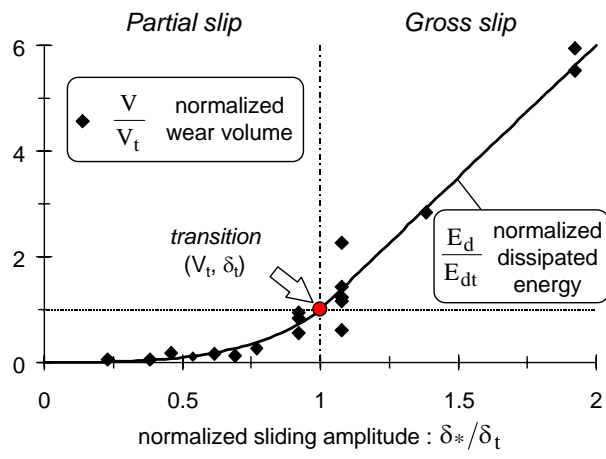 Partial slip
Gross slip
6
V
V_t
normalized
wear volume
4
transition
(V_t, δ_t)
E_d
E_dt
normalized
dissipated
energy
2
0
0
0.5
1
1.5
2
normalized sliding amplitude : δ*/δ_t